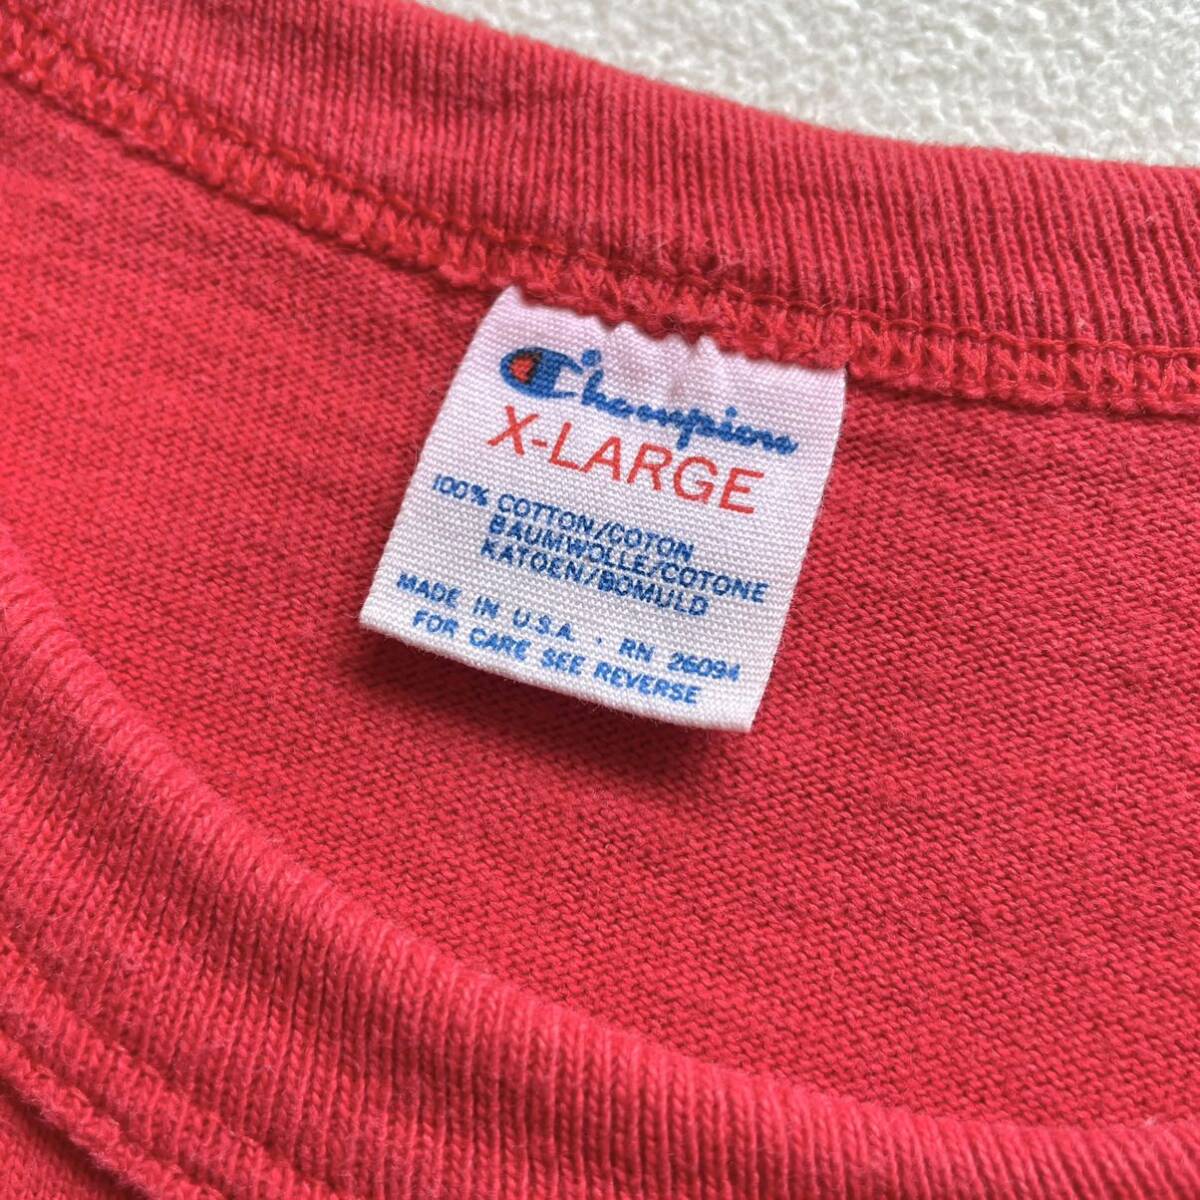 Champion
X-LARGE
100% COTTON/COTON
BAUMWOLLE/COTONE
KATOEN/BOMULD
MADE IN U.S.A. · RN 26094
FOR CARE SEE REVERSE